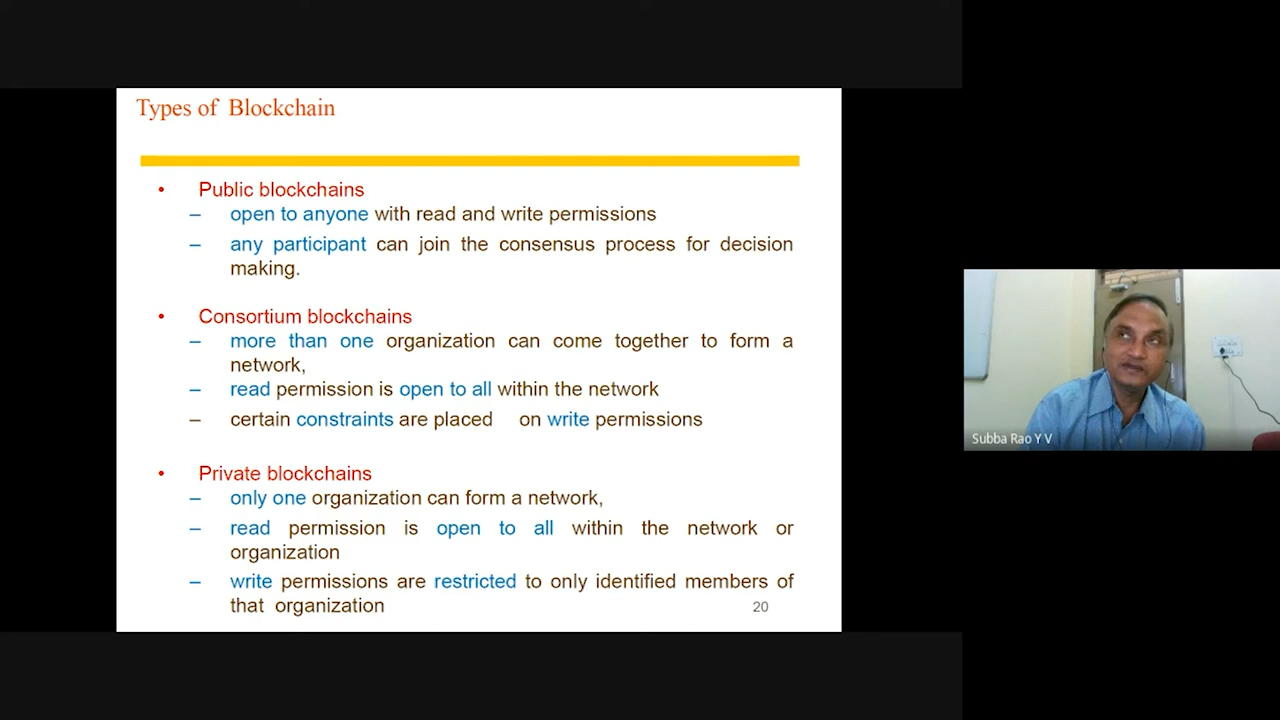 Types of Blockchain
• Public blockchains
– open to anyone with read and write permissions
– any participant can join the consensus process for decision
making.
• Consortium blockchains
– more than one organization can come together to form a
network,
– read permission is open to all within the network
– certain constraints are placed on write permissions
• Private blockchains
– only one organization can form a network,
– read permission is open to all within the network or
organization
– write permissions are restricted to only identified members of
that organization
20
Subba Rao Y V